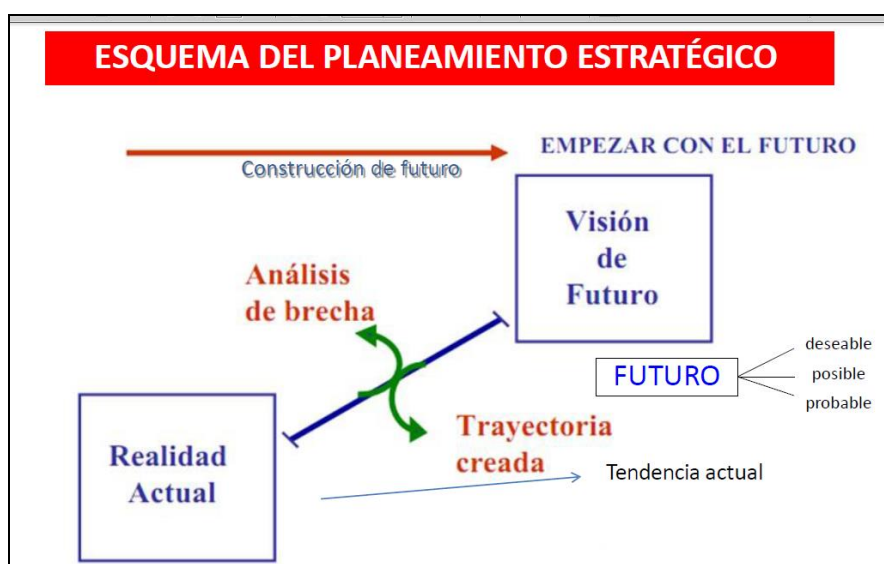 ESQUEMA DEL PLANEAMIENTO ESTRATÉGICO
EMPEZAR CON EL FUTURO
Construcción de futuro
Visión
de
Futuro
Análisis
de brecha
FUTURO
deseable
posible
probable
Trayectoria
creada
Realidad
Actual
Tendencia actual